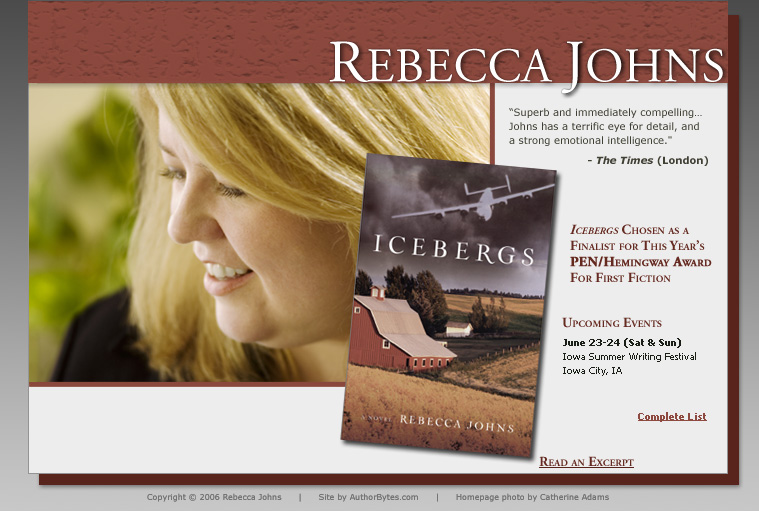 REBECCA JOHNS
“Superb and immediately compelling...
Johns has a terrific eye for detail, and
a strong emotional intelligence."
- The Times (London)
ICEBERGS
A NOVEL
REBECCA JOHNS
Icebergs Chosen as a
Finalist for This Year's
PEN/Hemingway Award
For First Fiction
Upcoming Events
June 23-24 (Sat & Sun)
Iowa Summer Writing Festival
Iowa City, IA
Complete List
Read an Excerpt
Copyright © 2006 Rebecca Johns | Site by AuthorBytes.com | Homepage photo by Catherine Adams